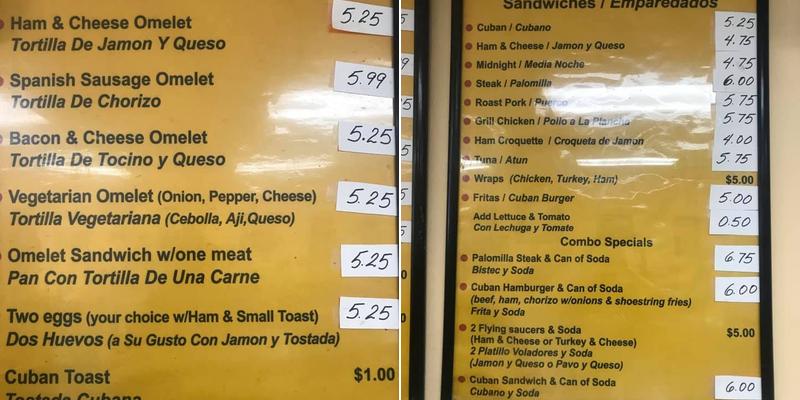 Ham & Cheese Omelet 5.25
Tortilla De Jamon Y Queso
Spanish Sausage Omelet 5.99
Tortilla De Chorizo
Bacon & Cheese Omelet 5.25
Tortilla De Tocino y Queso
Vegetarian Omelet (Onion, Pepper, Cheese) 5.25
Tortilla Vegetariana (Cebolla, Aji,Queso)
Omelet Sandwich w/one meat 5.25
Pan Con Tortilla De Una Carne
Two eggs (your choice w/Ham & Small Toast) 5.25
Dos Huevos (a Su Gusto Con Jamon y Tostada)
Cuban Toast $1.00
Tostada Cubana
Sandwiches / Emparedados
Cuban / Cubano 5.25
Ham & Cheese / Jamon y Queso 4.75
Midnight / Media Noche 4.75
Steak / Palomilla 6.00
Roast Pork / Puerco 5.75
Grill Chicken / Pollo a La Plancha 5.75
Ham Croquette / Croqueta de Jamon 4.00
Tuna / Atun 5.75
Wraps (Chicken, Turkey, Ham) $5.00
Fritas / Cuban Burger 5.00
Add Lettuce & Tomato 0.50
Con Lechuga y Tomate
Combo Specials
Palomilla Steak & Can of Soda 6.75
Bistec y Soda
Cuban Hamburger & Can of Soda 6.00
(beef, ham, chorizo w/onions & shoestring fries)
Frita y Soda
2 Flying saucers & Soda $5.00
(Ham & Cheese or Turkey & Cheese)
2 Platillo Voladores y Soda
(Jamon y Queso o Pavo y Queso)
Cuban Sandwich & Can of Soda 6.00
Cubano y Soda